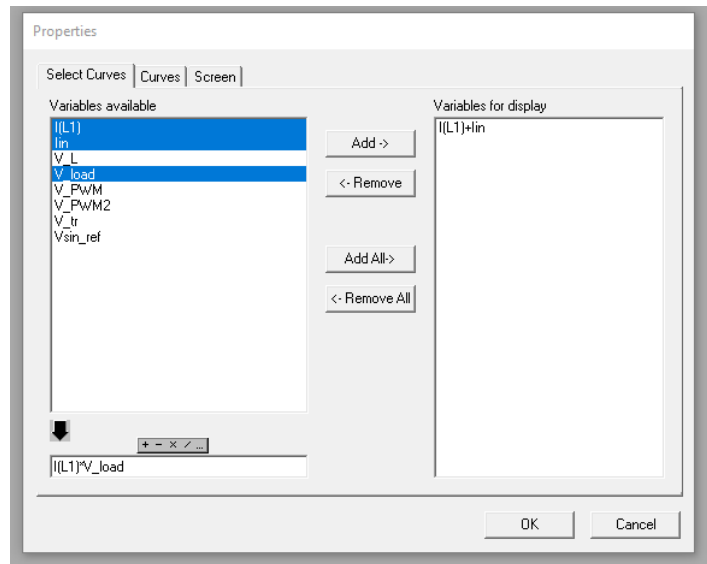 Properties
Select Curves Curves Screen
Variables available
I(L1)
Iin
V_L
V_load
V_PWM
V_PWM2
V_tr
Vsin_ref
+ - × / ...
I(L1)*V_load
Add ->
<- Remove
Add All->
<- Remove All
Variables for display
I(L1)+Iin
OK Cancel